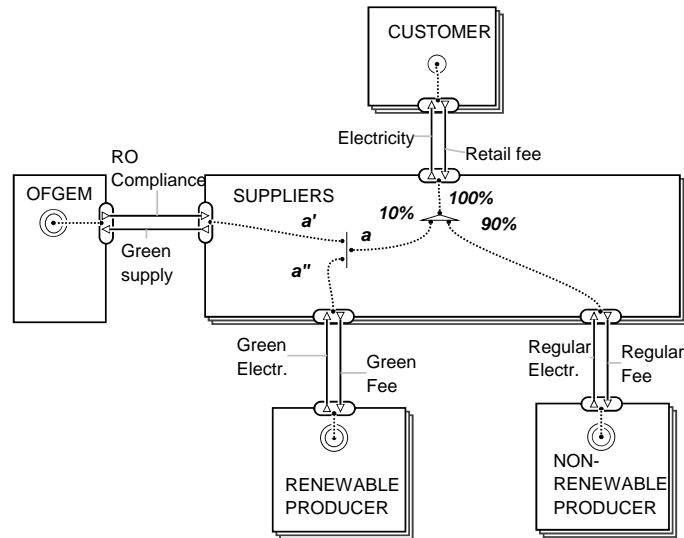 CUSTOMER
Electricity
Retail fee
RO
Compliance
OFGEM
SUPPLIERS
100%
10%
90%
a'
a
a"
Green
supply
Green
Electr.
Green
Fee
Regular
Electr.
Regular
Fee
RENEWABLE
PRODUCER
NON-
RENEWABLE
PRODUCER